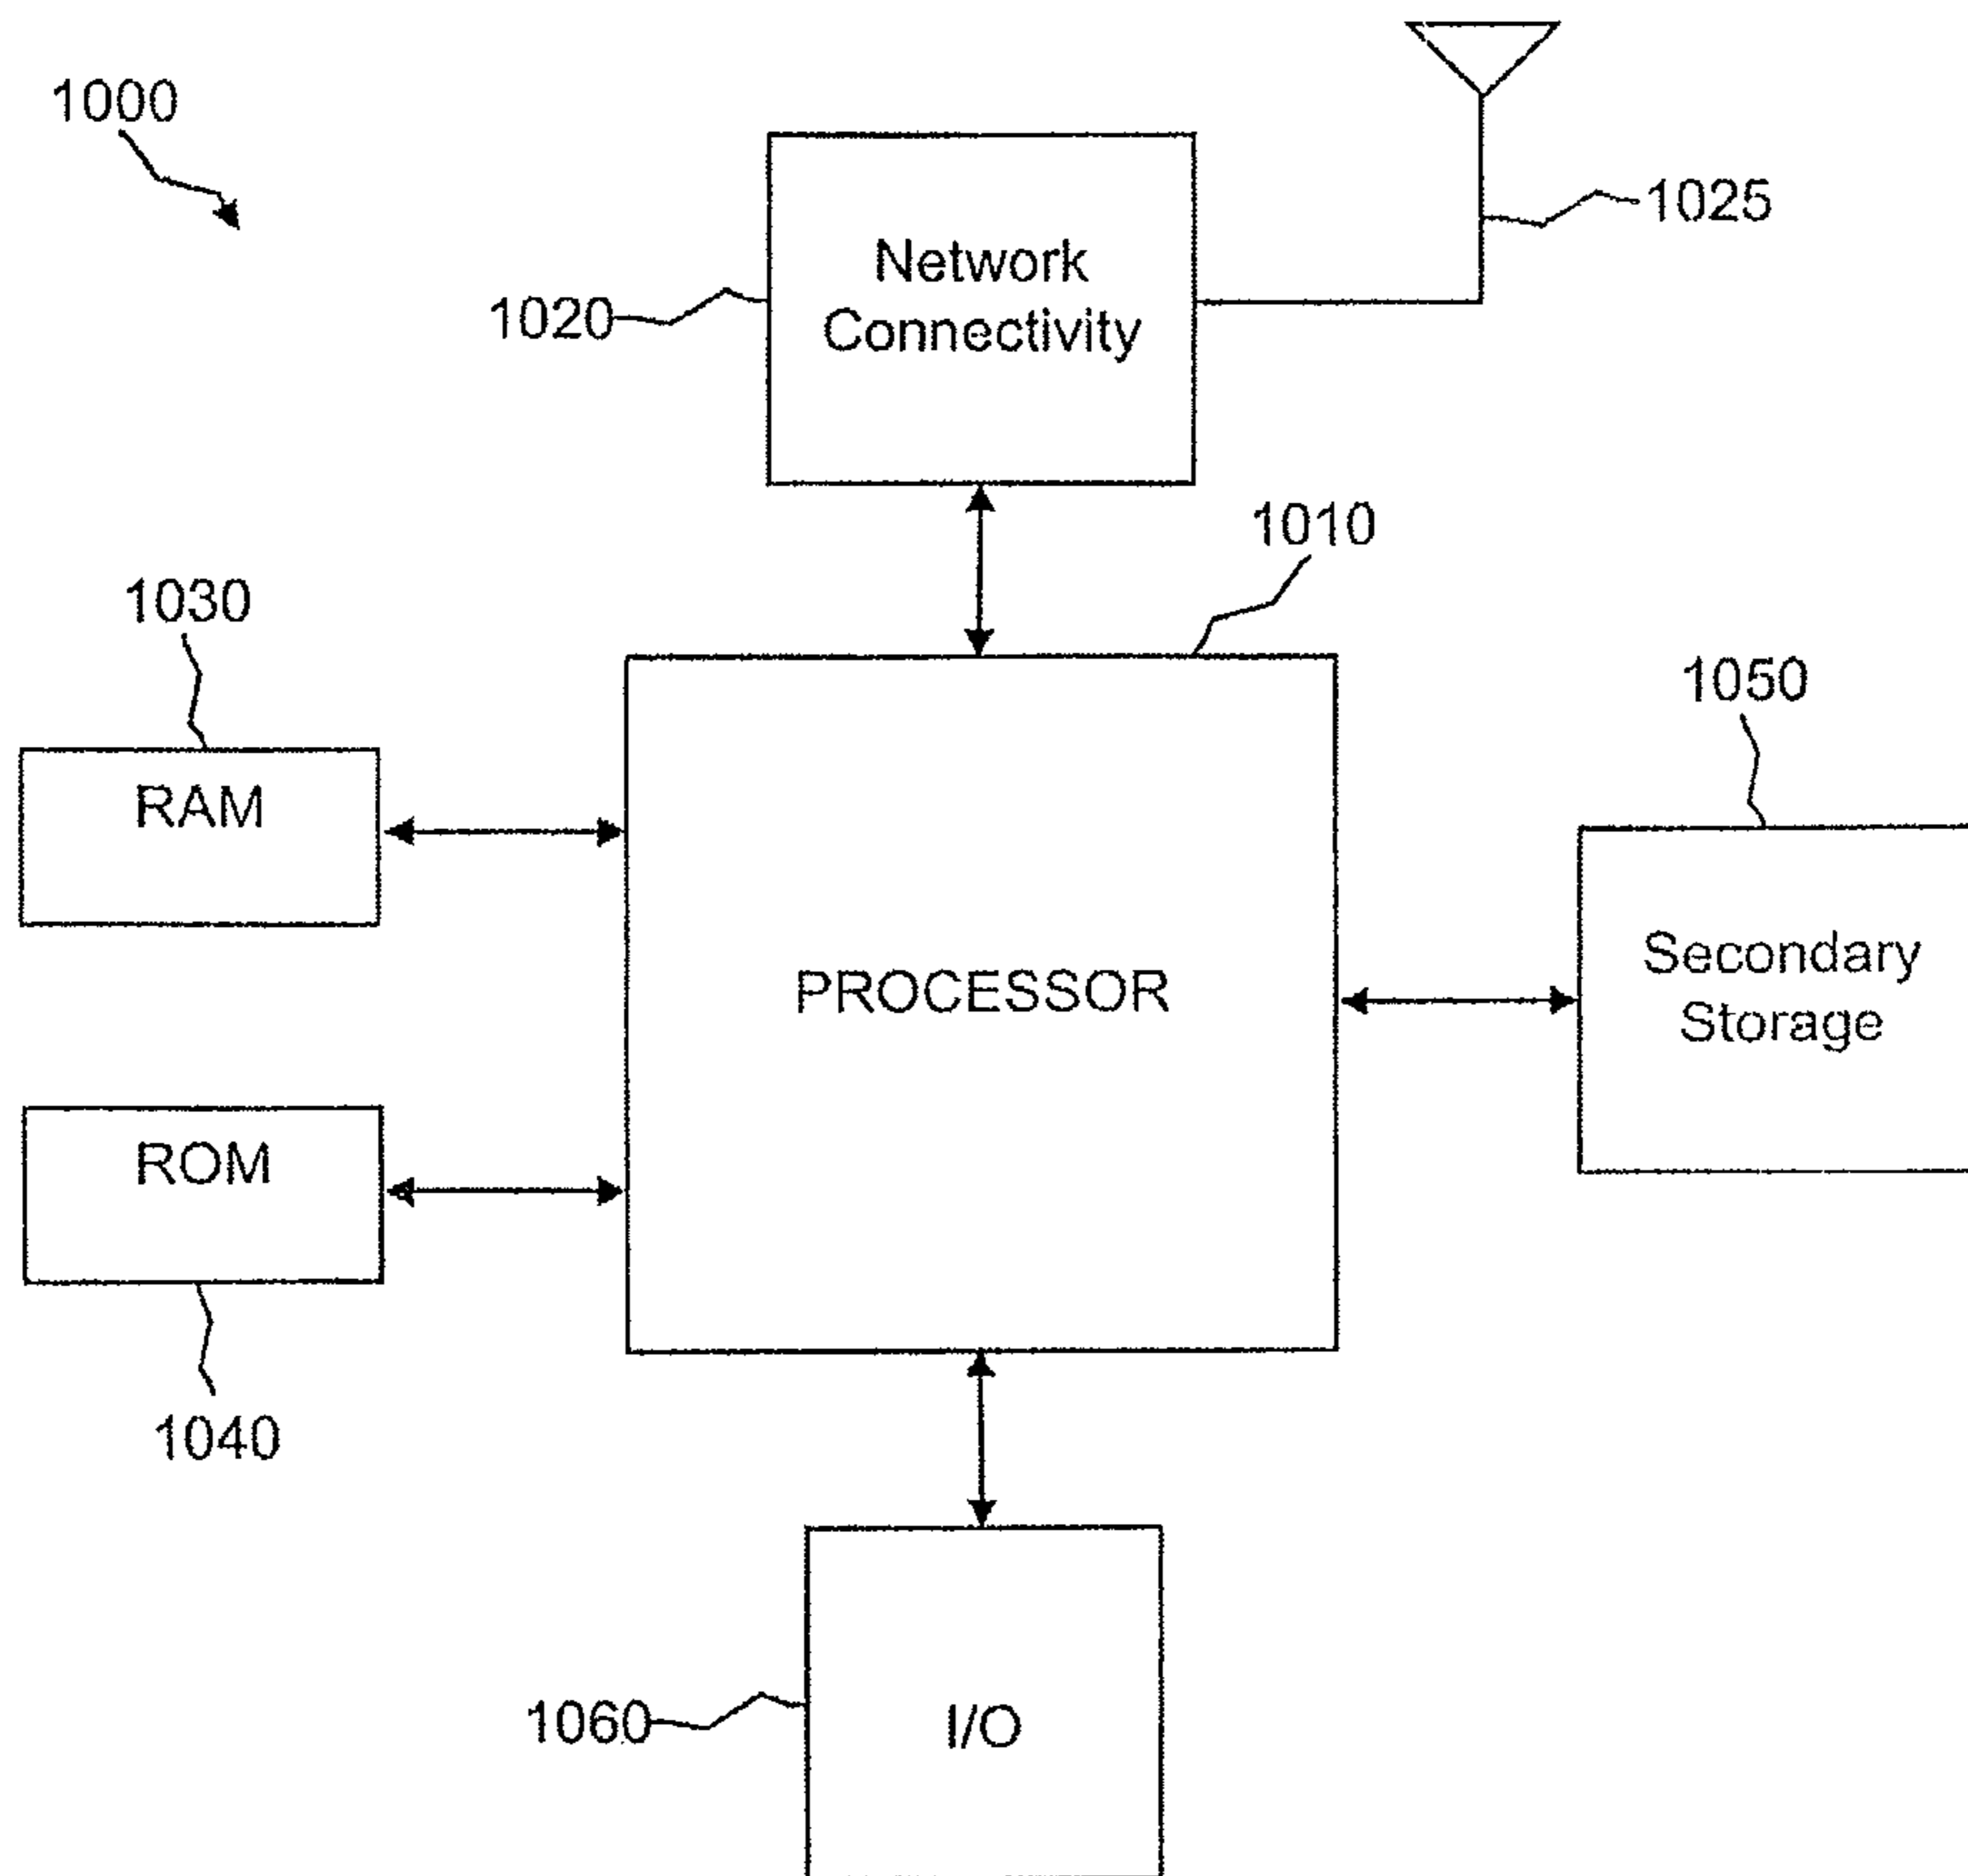 1000
1025
Network
Connectivity
1020
1010
1030
1050
RAM
PROCESSOR
Secondary
Storage
ROM
1040
1060
I/O